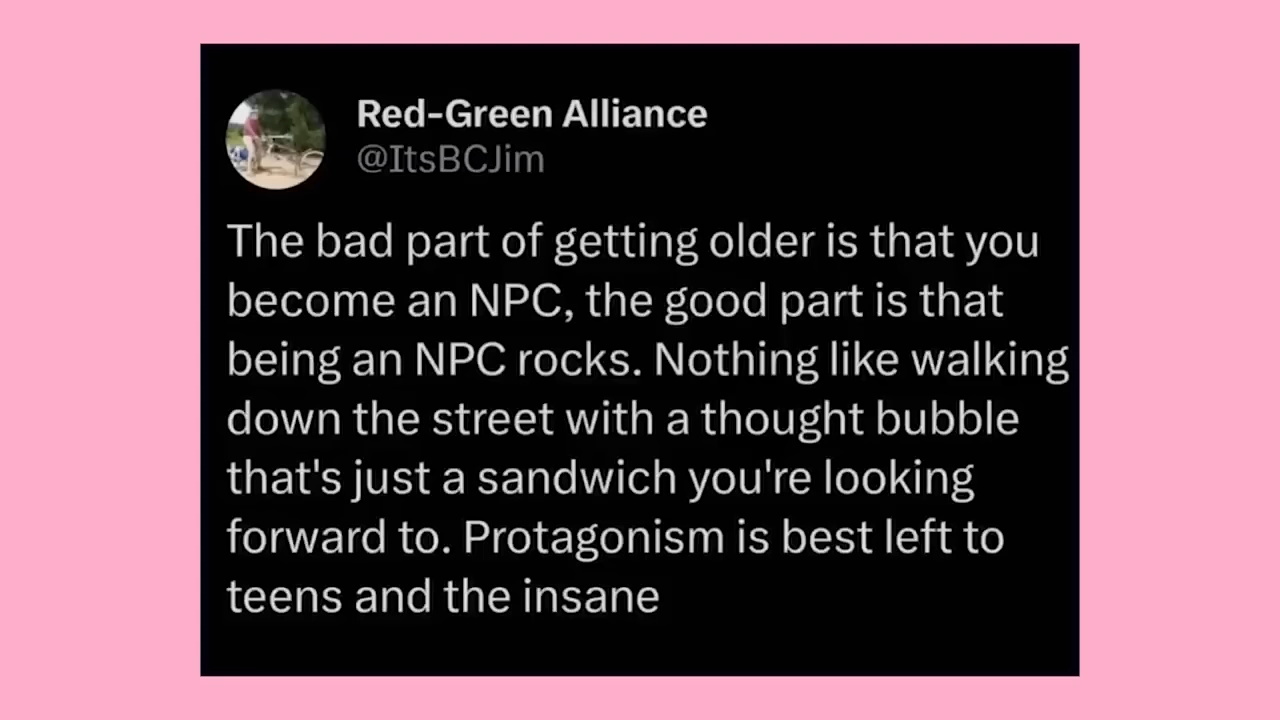 Red-Green Alliance
@ItsBCJim
The bad part of getting older is that you
become an NPC, the good part is that
being an NPC rocks. Nothing like walking
down the street with a thought bubble
that's just a sandwich you're looking
forward to. Protagonism is best left to
teens and the insane